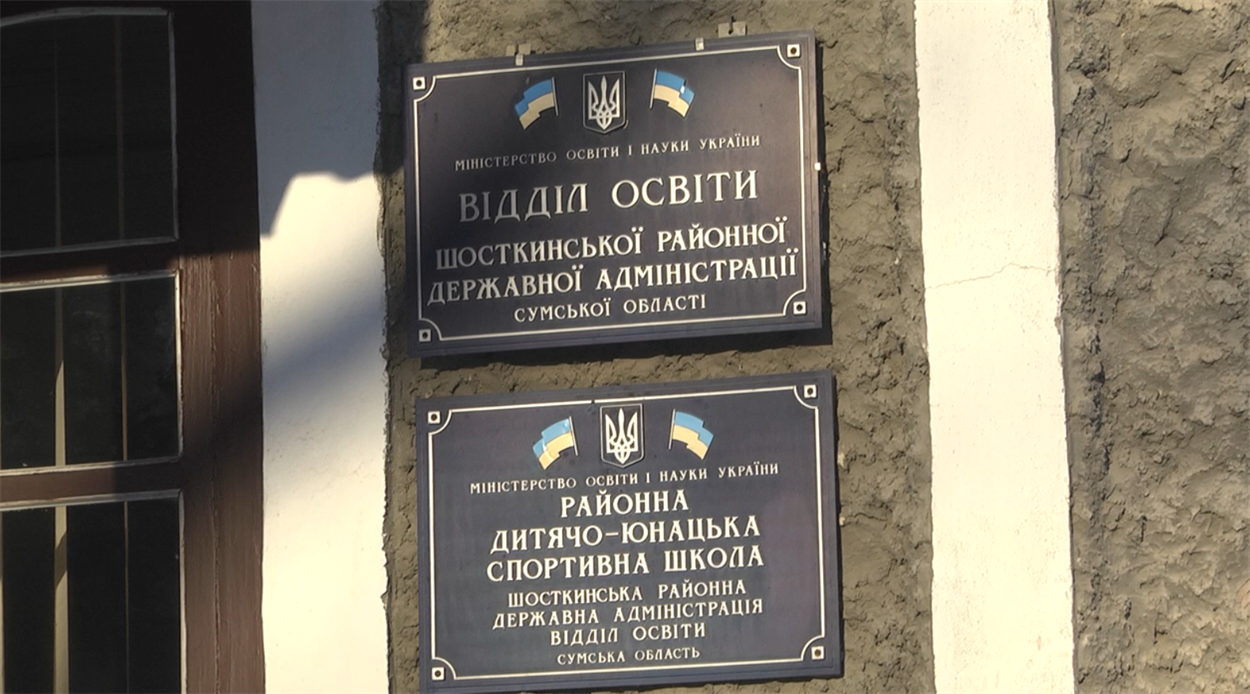 МІНІСТЕРСТВО ОСВІТИ І НАУКИ УКРАЇНИ
ВІДДІЛ ОСВІТИ
ШОСТКИНСЬКОЇ РАЙОННОЇ
ДЕРЖАВНОЇ АДМІНІСТРАЦІЇ
СУМСЬКОЇ ОБЛАСТІ
МІНІСТЕРСТВО ОСВІТИ І НАУКИ УКРАЇНИ
РАЙОННА
ДИТЯЧО-ЮНАЦЬКА
СПОРТИВНА ШКОЛА
ШОСТКИНСЬКА РАЙОННА
ДЕРЖАВНА АДМІНІСТРАЦІЯ
ВІДДІЛ ОСВІТИ
СУМСЬКА ОБЛАСТЬ